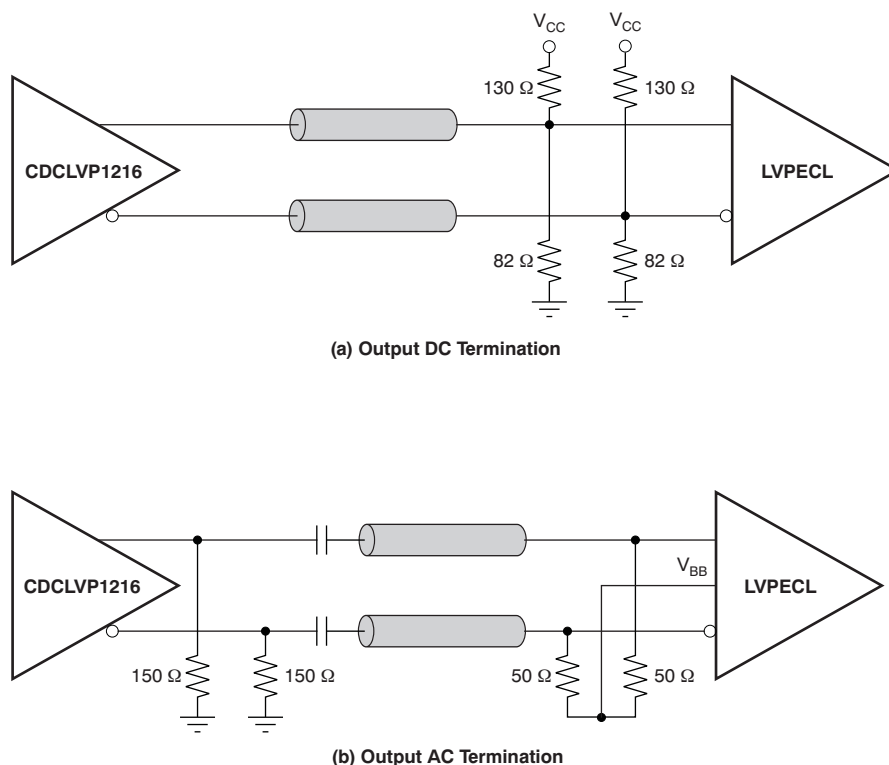 V_CC V_CC
130 Ω 130 Ω
CDCLVP1216 LVPECL
82 Ω 82 Ω
(a) Output DC Termination
V_BB
CDCLVP1216 LVPECL
150 Ω 150 Ω 50 Ω 50 Ω
(b) Output AC Termination